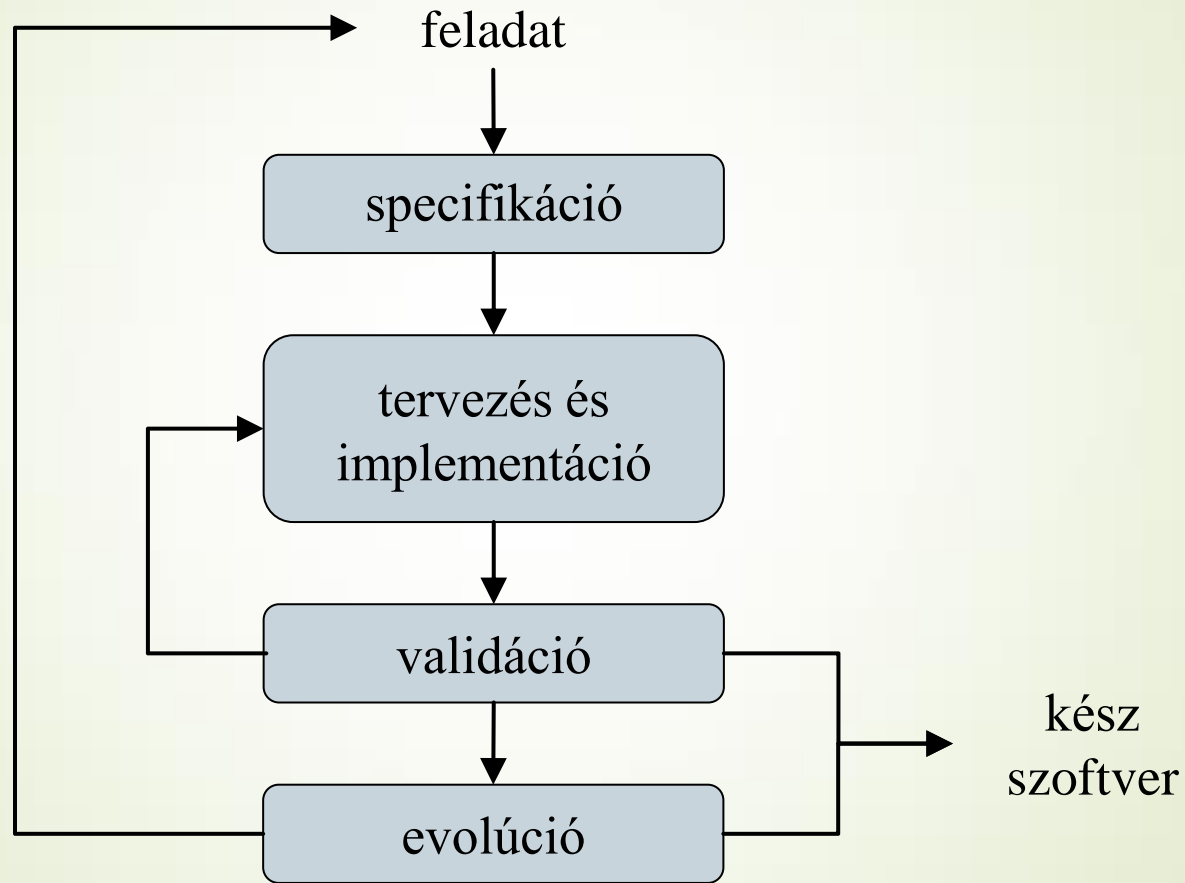 feladat
specifikáció
tervezés és
implementáció
validáció
kész
szoftver
evolúció